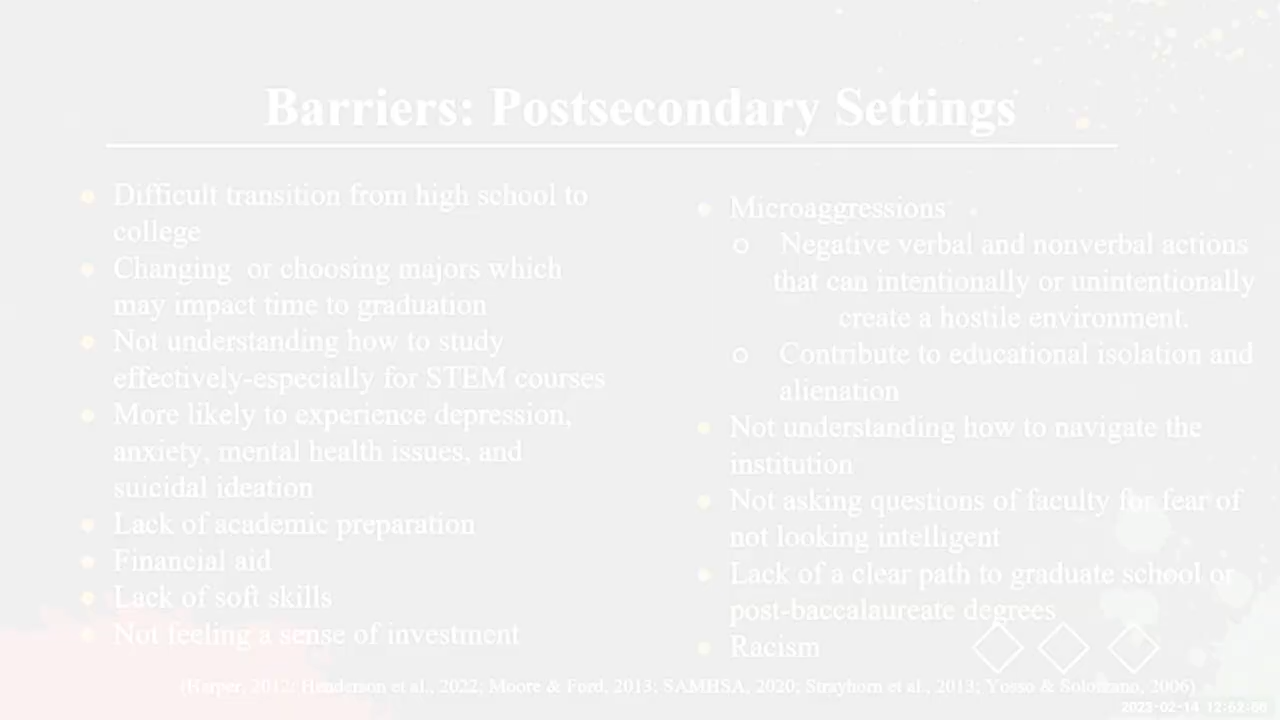 Barriers: Postsecondary Settings
Difficult transition from high school to
college
Changing or choosing majors which
may impact time to graduation
Not understanding how to study
effectively-especially for STEM courses
More likely to experience depression,
anxiety, mental health issues, and
suicidal ideation
Lack of academic preparation
Financial aid
Lack of soft skills
Not feeling a sense of investment
Microaggressions
Negative verbal and nonverbal actions
that can intentionally or unintentionally
create a hostile environment.
Contribute to educational isolation and
alienation
Not understanding how to navigate the
institution
Not asking questions of faculty for fear of
not looking intelligent
Lack of a clear path to graduate school or
post-baccalaureate degrees
Racism
(Harper, 2012; Henderson et al., 2022; Moore & Ford, 2013; SAMHSA, 2020; Strayhorn et al., 2013; Yosso & Solorzano, 2006)
2023-02-14